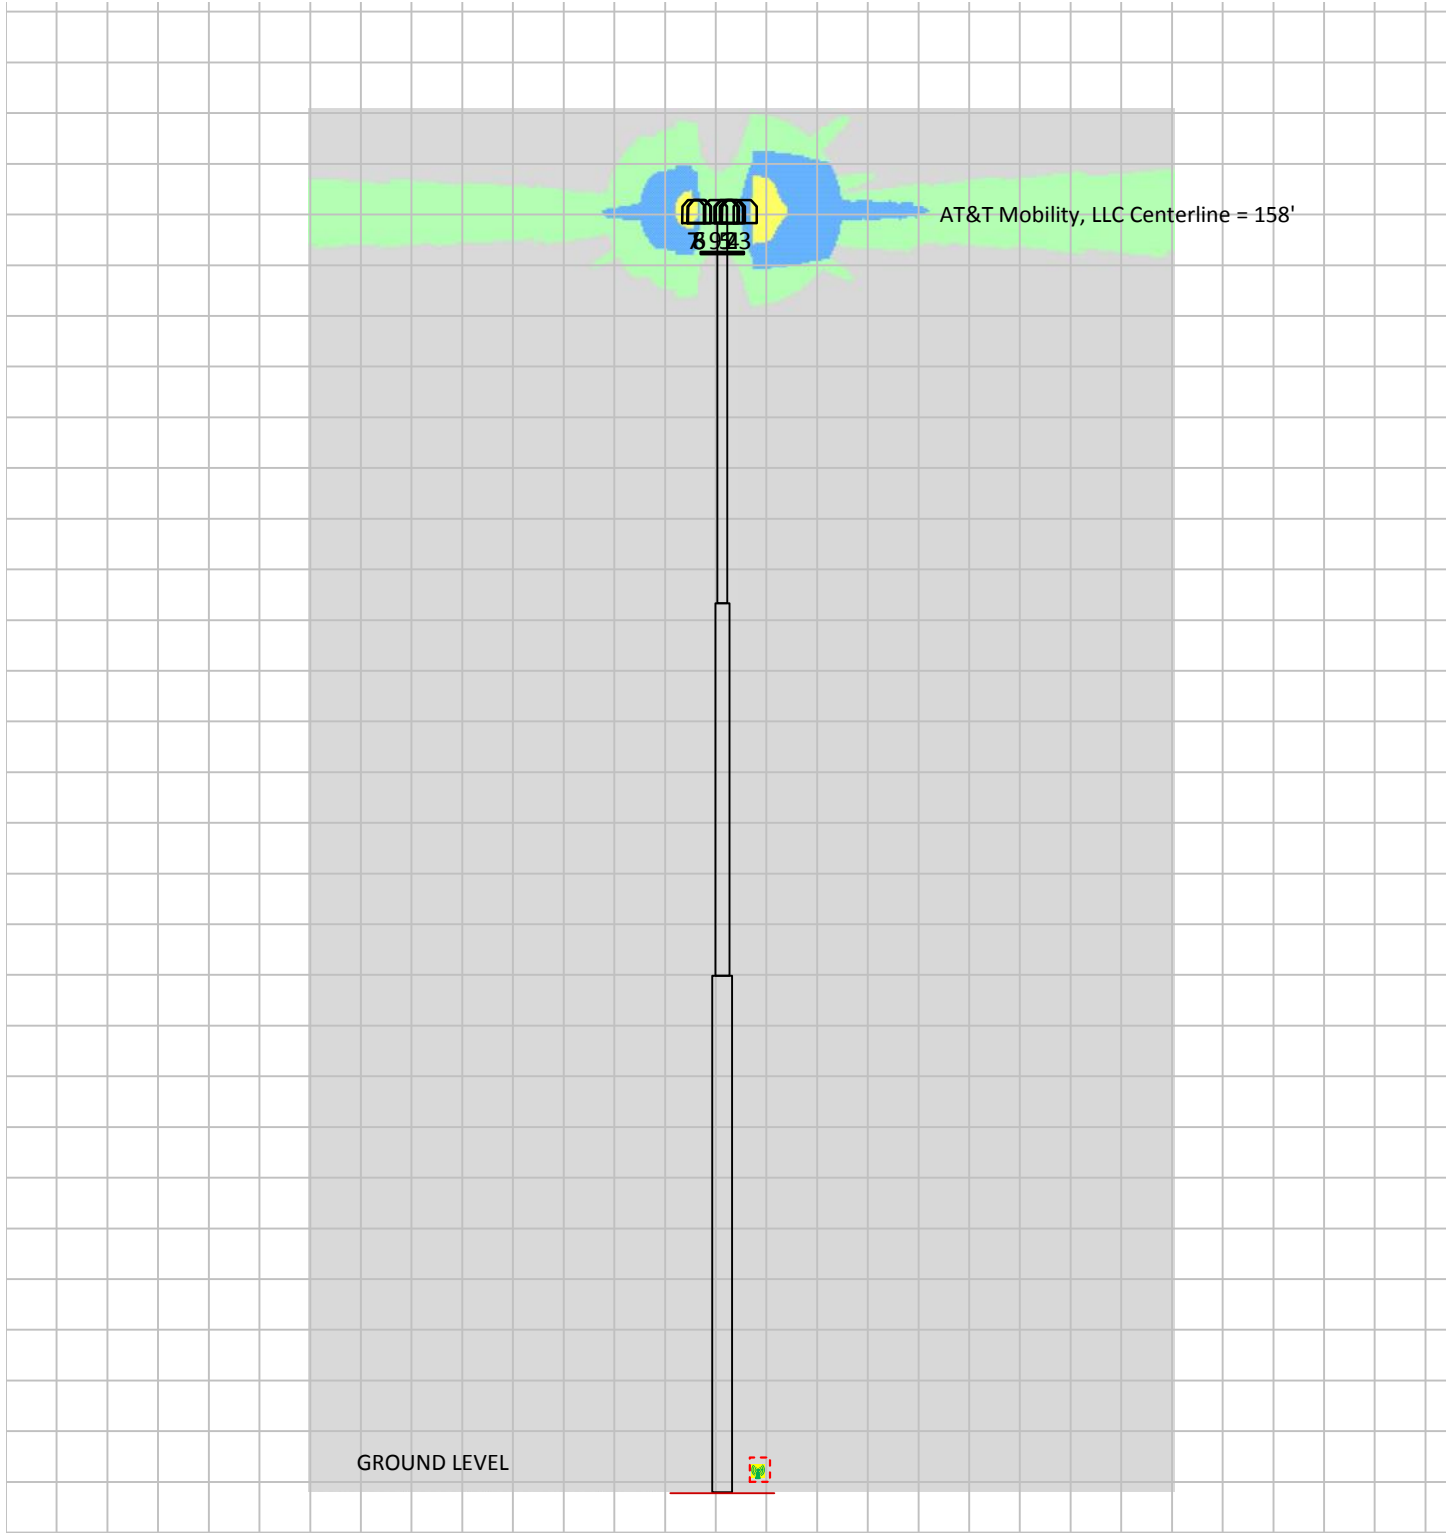 AT&T Mobility, LLC Centerline = 158'
GROUND LEVEL